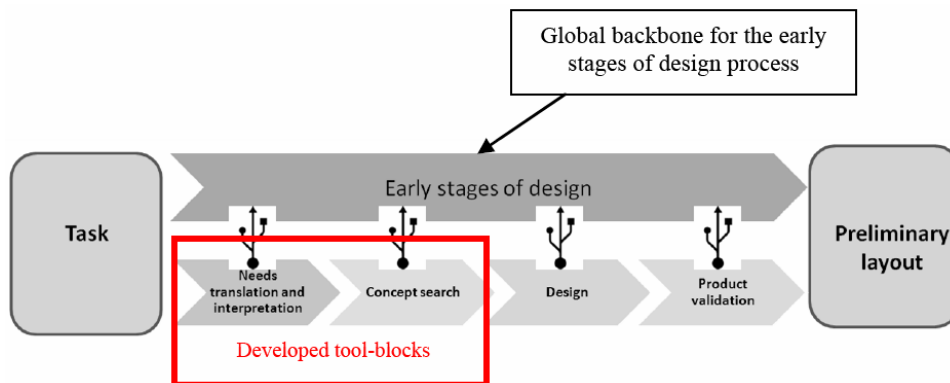 Global backbone for the early
stages of design process
Early stages of design
Task
Preliminary
layout
Needs
translation and
interpretation
Concept search
Design
Product
validation
Developed tool-blocks